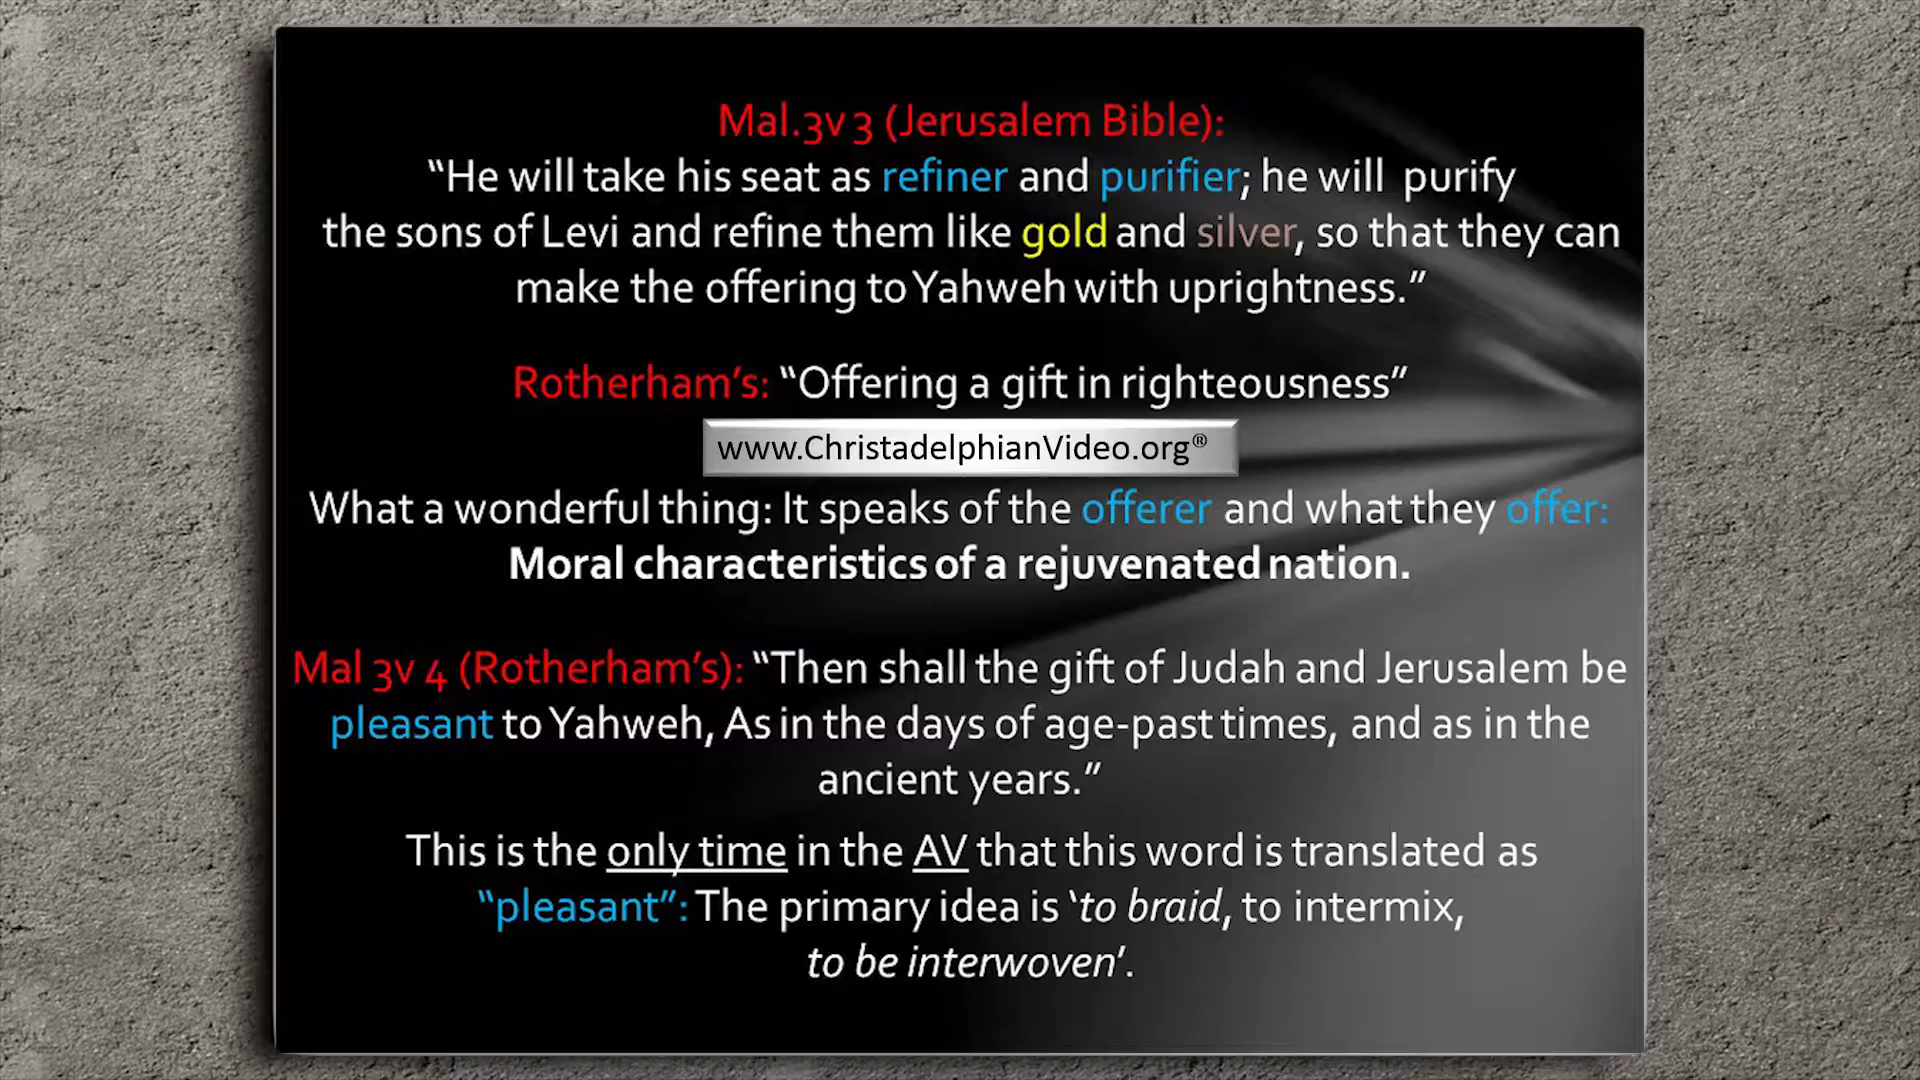 Mal.3v 3 (Jerusalem Bible):
“He will take his seat as refiner and purifier; he will purify
the sons of Levi and refine them like gold and silver, so that they can
make the offering to Yahweh with uprightness.”
Rotherham’s: “Offering a gift in righteousness”
www.ChristadelphianVideo.org®
What a wonderful thing: It speaks of the offerer and what they offer:
Moral characteristics of a rejuvenated nation.
Mal 3v 4 (Rotherham’s): “Then shall the gift of Judah and Jerusalem be
pleasant to Yahweh, As in the days of age-past times, and as in the
ancient years.”
This is the only time in the AV that this word is translated as
“pleasant”: The primary idea is ‘to braid, to intermix,
to be interwoven’.